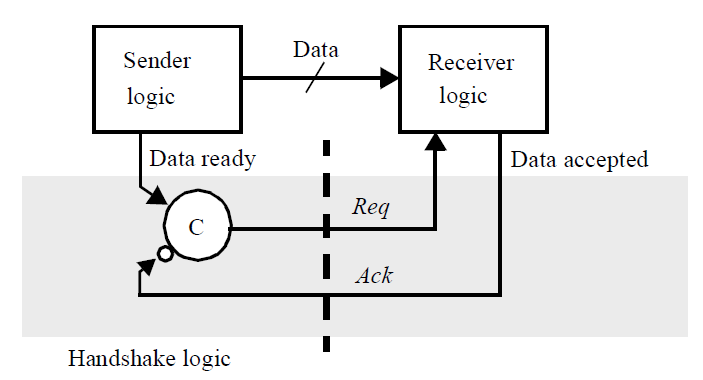 Sender
logic
Data
Receiver
logic
Data ready
Data accepted
C
Req
Ack
Handshake logic